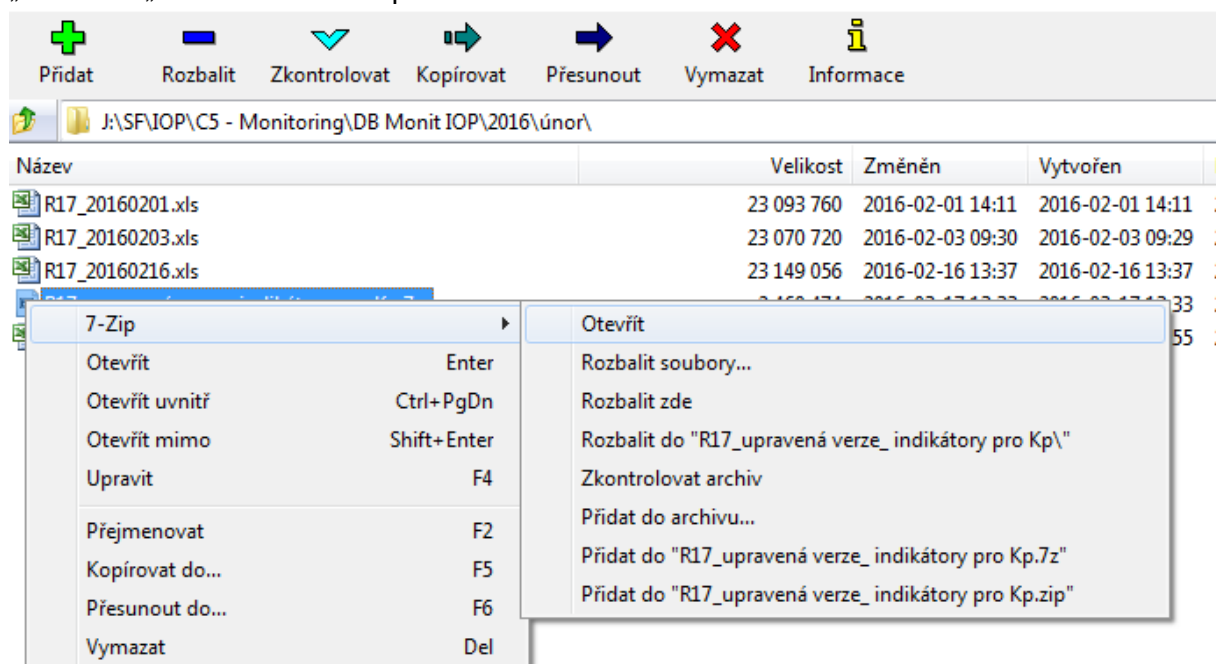 Přidat Rozbalit Zkontrolovat Kopírovat Přesunout Vymazat Informace
J:\SF\IOP\C5 - Monitoring\DB Monit IOP\2016\únor\
Název Velikost Změněn Vytvořen
R17_20160201.xls 23 093 760 2016-02-01 14:11 2016-02-01 14:11
R17_20160203.xls 23 070 720 2016-02-03 09:30 2016-02-03 09:29
R17_20160216.xls 23 149 056 2016-02-16 13:37 2016-02-16 13:37
33
55
7-Zip
Otevřít Enter
Otevřít uvnitř Ctrl+PgDn
Otevřít mimo Shift+Enter
Upravit F4
Přejmenovat F2
Kopírovat do... F5
Přesunout do... F6
Vymazat Del
Otevřít
Rozbalit soubory...
Rozbalit zde
Rozbalit do "R17_upravená verze_ indikátory pro Kp\"
Zkontrolovat archiv
Přidat do archivu...
Přidat do "R17_upravená verze_ indikátory pro Kp.7z"
Přidat do "R17_upravená verze_ indikátory pro Kp.zip"